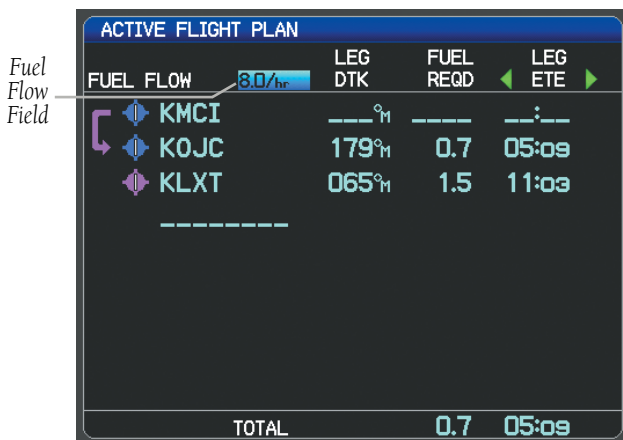 ACTIVE FLIGHT PLAN
Fuel Flow Field
FUEL FLOW 8.0/hr LEG DTK FUEL REQD LEG ETE
KMCI ___°M ____ __:__
KOJC 179°M 0.7 05:09
KLXT 065°M 1.5 11:03
________
TOTAL 0.7 05:09